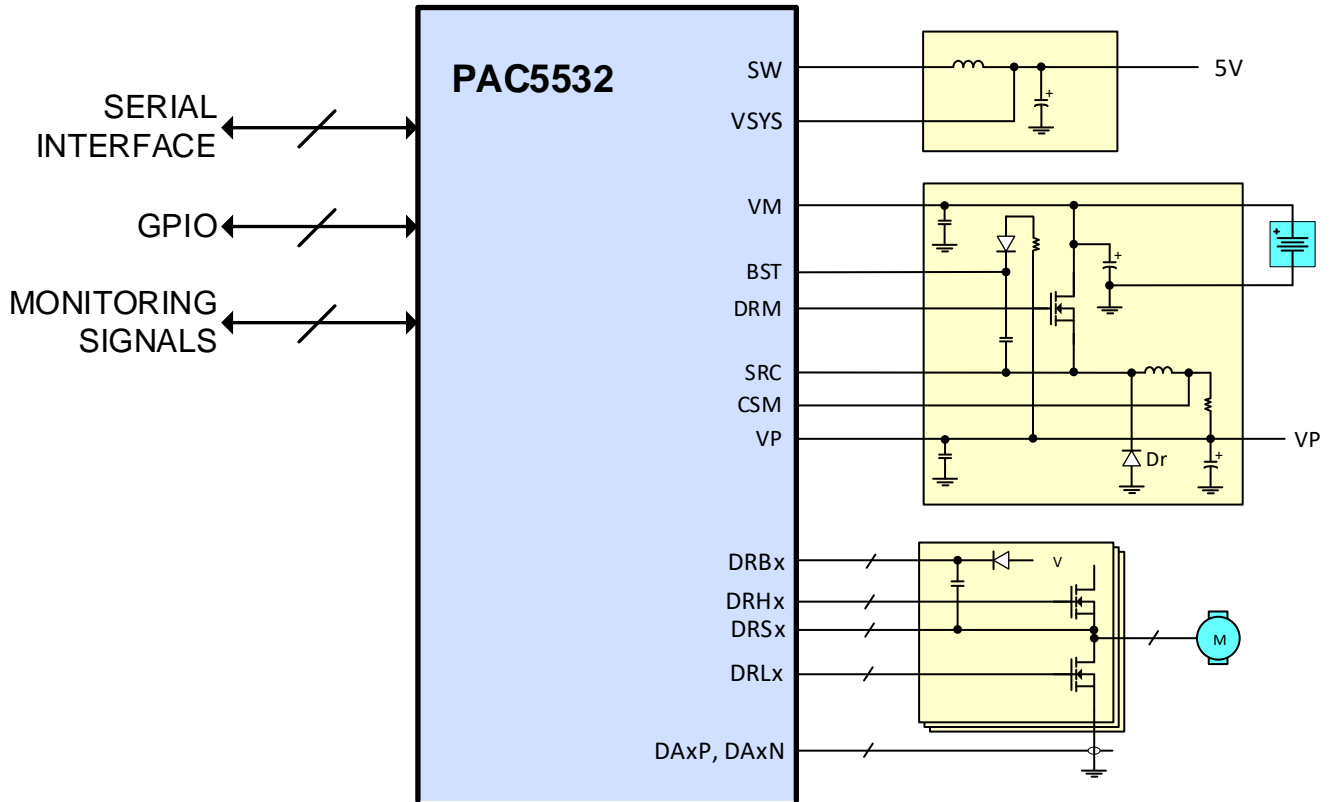 PAC5532
SERIAL
INTERFACE
GPIO
MONITORING
SIGNALS
SW
VSYS
VM
BST
DRM
SRC
CSM
VP
DRBx
DRHx
DRSx
DRLx
DAxP, DAxN
+
5V
+
+
Dr
+
VP
V
M